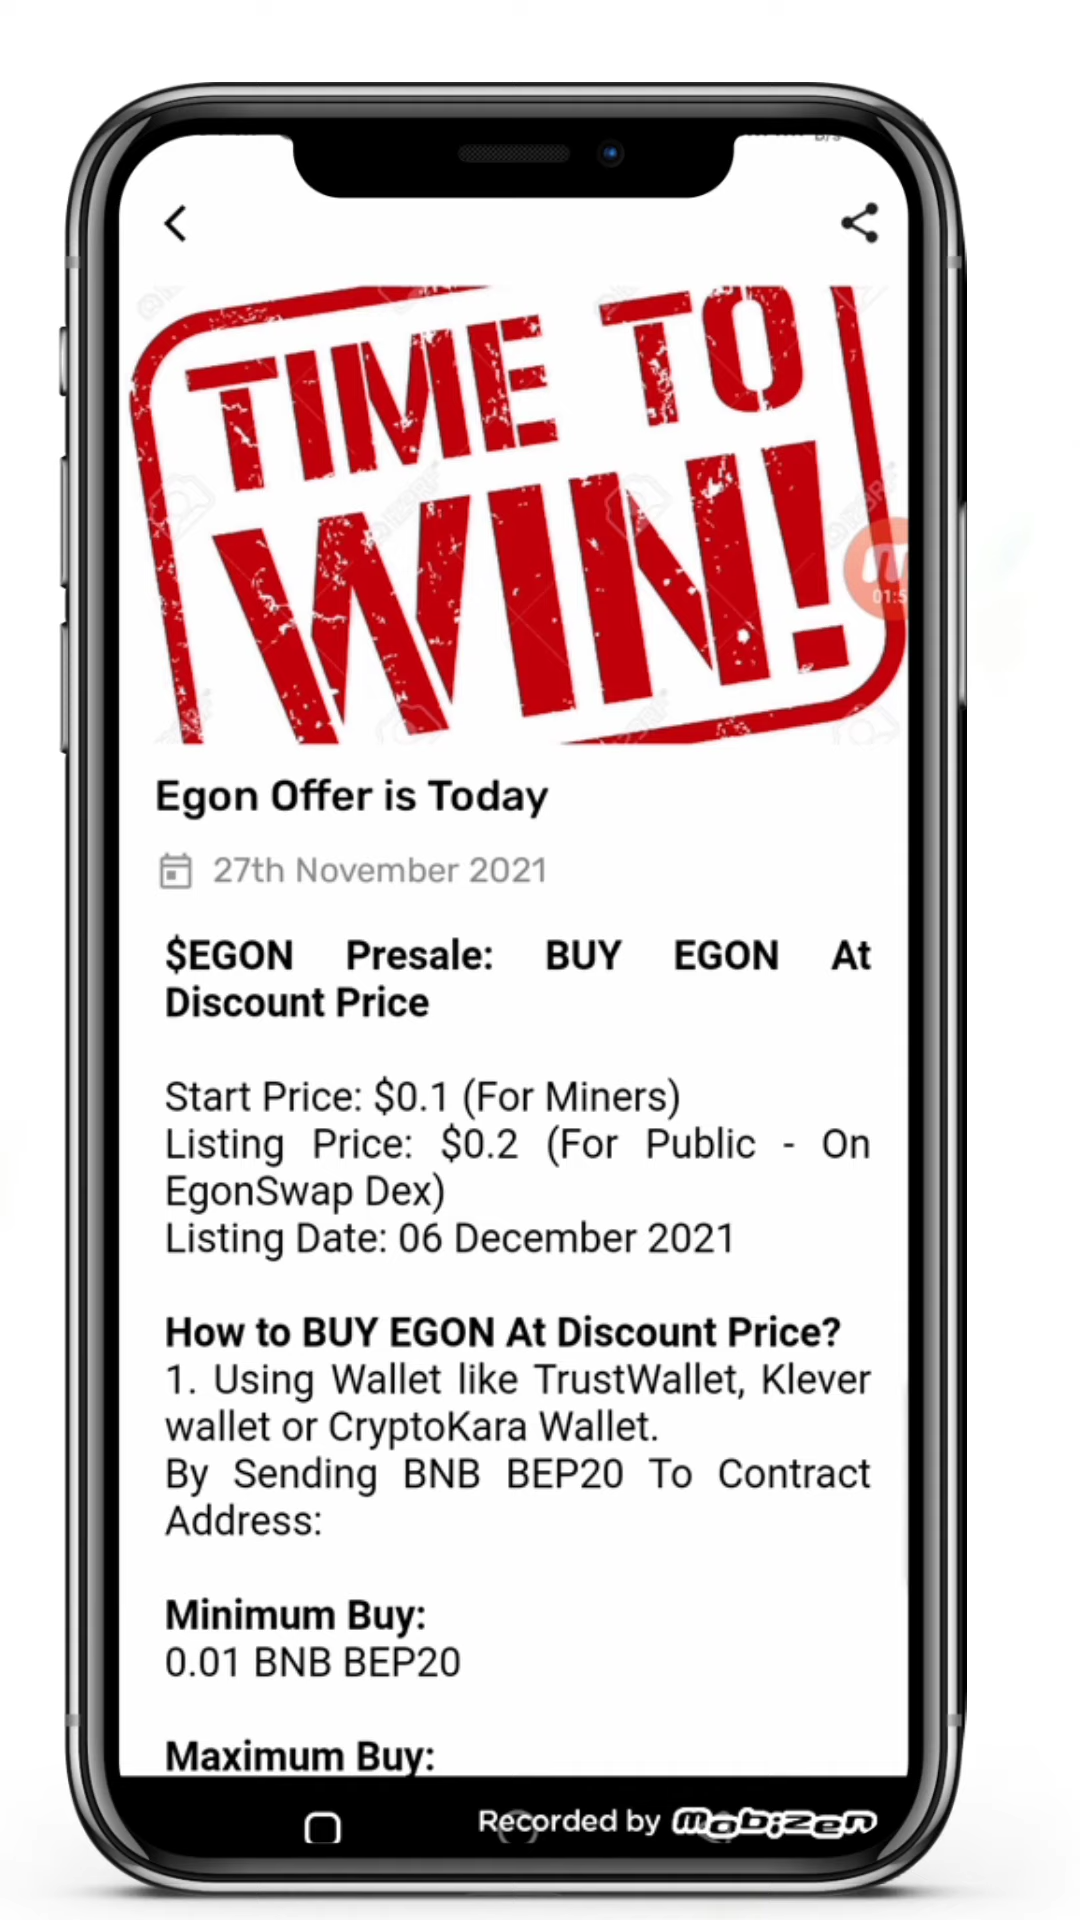 TIME TO
WIN!
01:5
Egon Offer is Today
27th November 2021
$EGON Presale: BUY EGON At
Discount Price
Start Price: $0.1 (For Miners)
Listing Price: $0.2 (For Public - On
EgonSwap Dex)
Listing Date: 06 December 2021
How to BUY EGON At Discount Price?
1. Using Wallet like TrustWallet, Klever
wallet or CryptoKara Wallet.
By Sending BNB BEP20 To Contract
Address:
Minimum Buy:
0.01 BNB BEP20
Maximum Buy:
Recorded by Mobizen